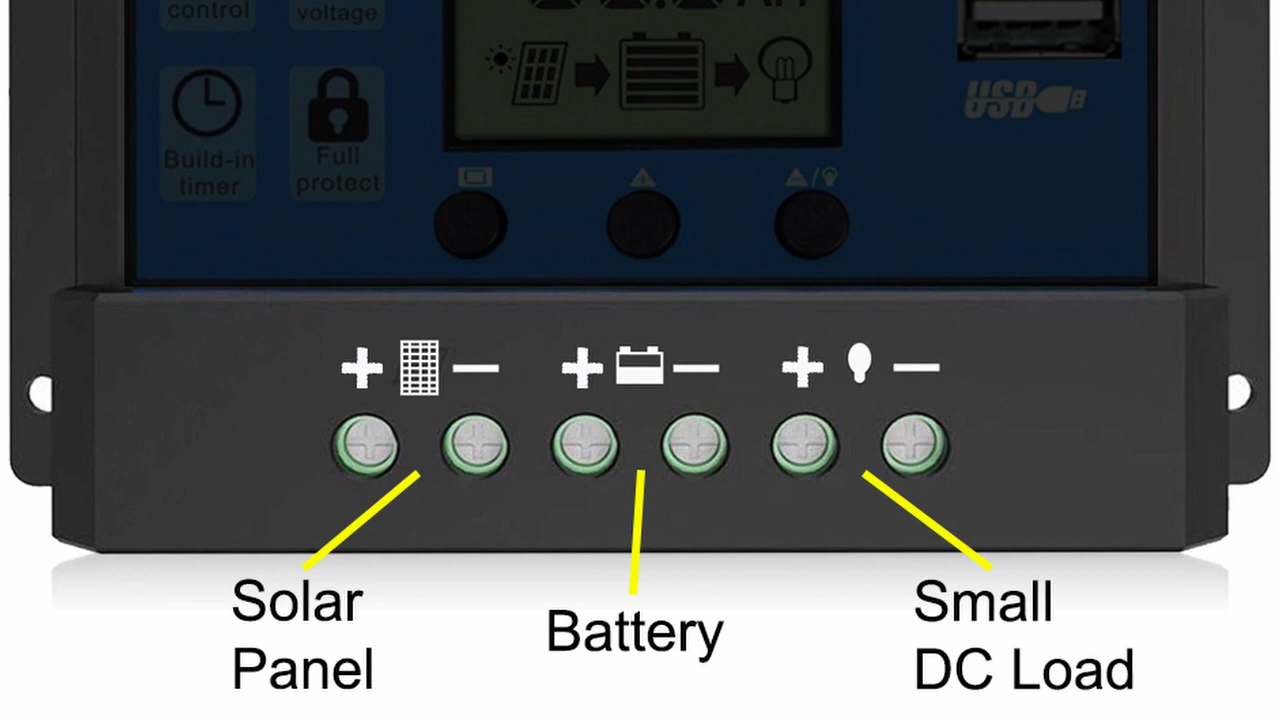 control
voltage
Build-in
timer
Full
protect
USB
+ −
+ −
+ −
Solar
Panel
Battery
Small
DC Load